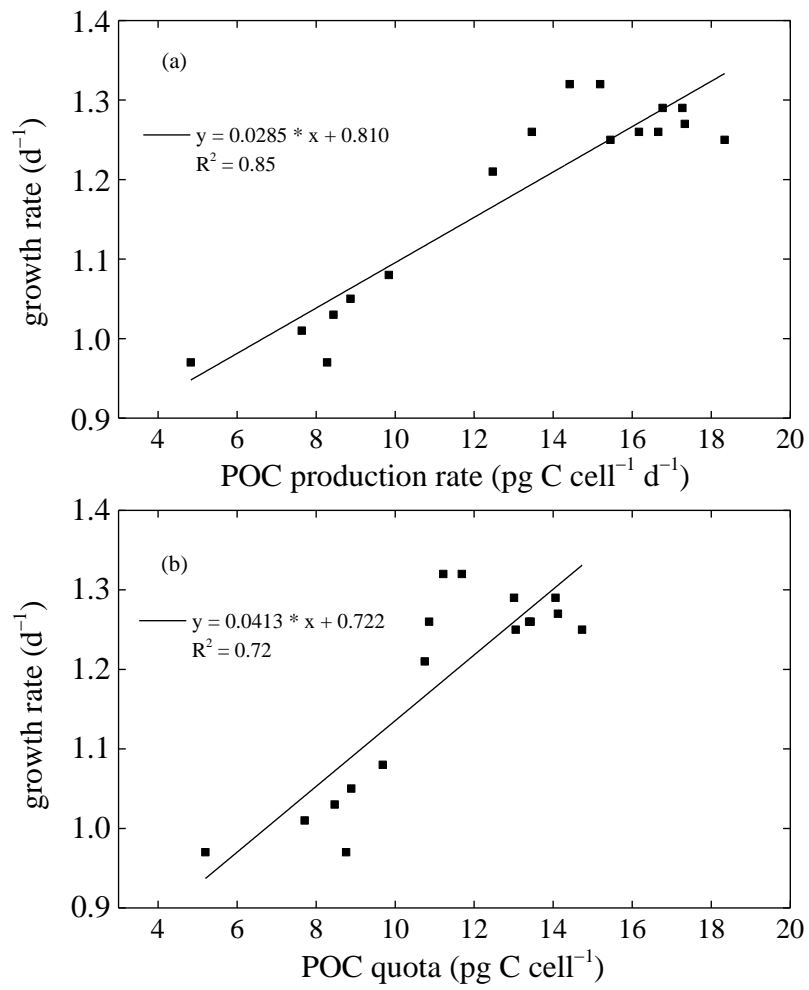 1.4
(a)
1.3
y = 0.0285 * x + 0.810
R² = 0.85
1.2
1.1
1.0
0.9
growth rate (d⁻¹)
4 6 8 10 12 14 16 18 20
POC production rate (pg C cell⁻¹ d⁻¹)
1.4
(b)
1.3
y = 0.0413 * x + 0.722
R² = 0.72
1.2
1.1
1.0
0.9
growth rate (d⁻¹)
4 6 8 10 12 14 16 18 20
POC quota (pg C cell⁻¹)